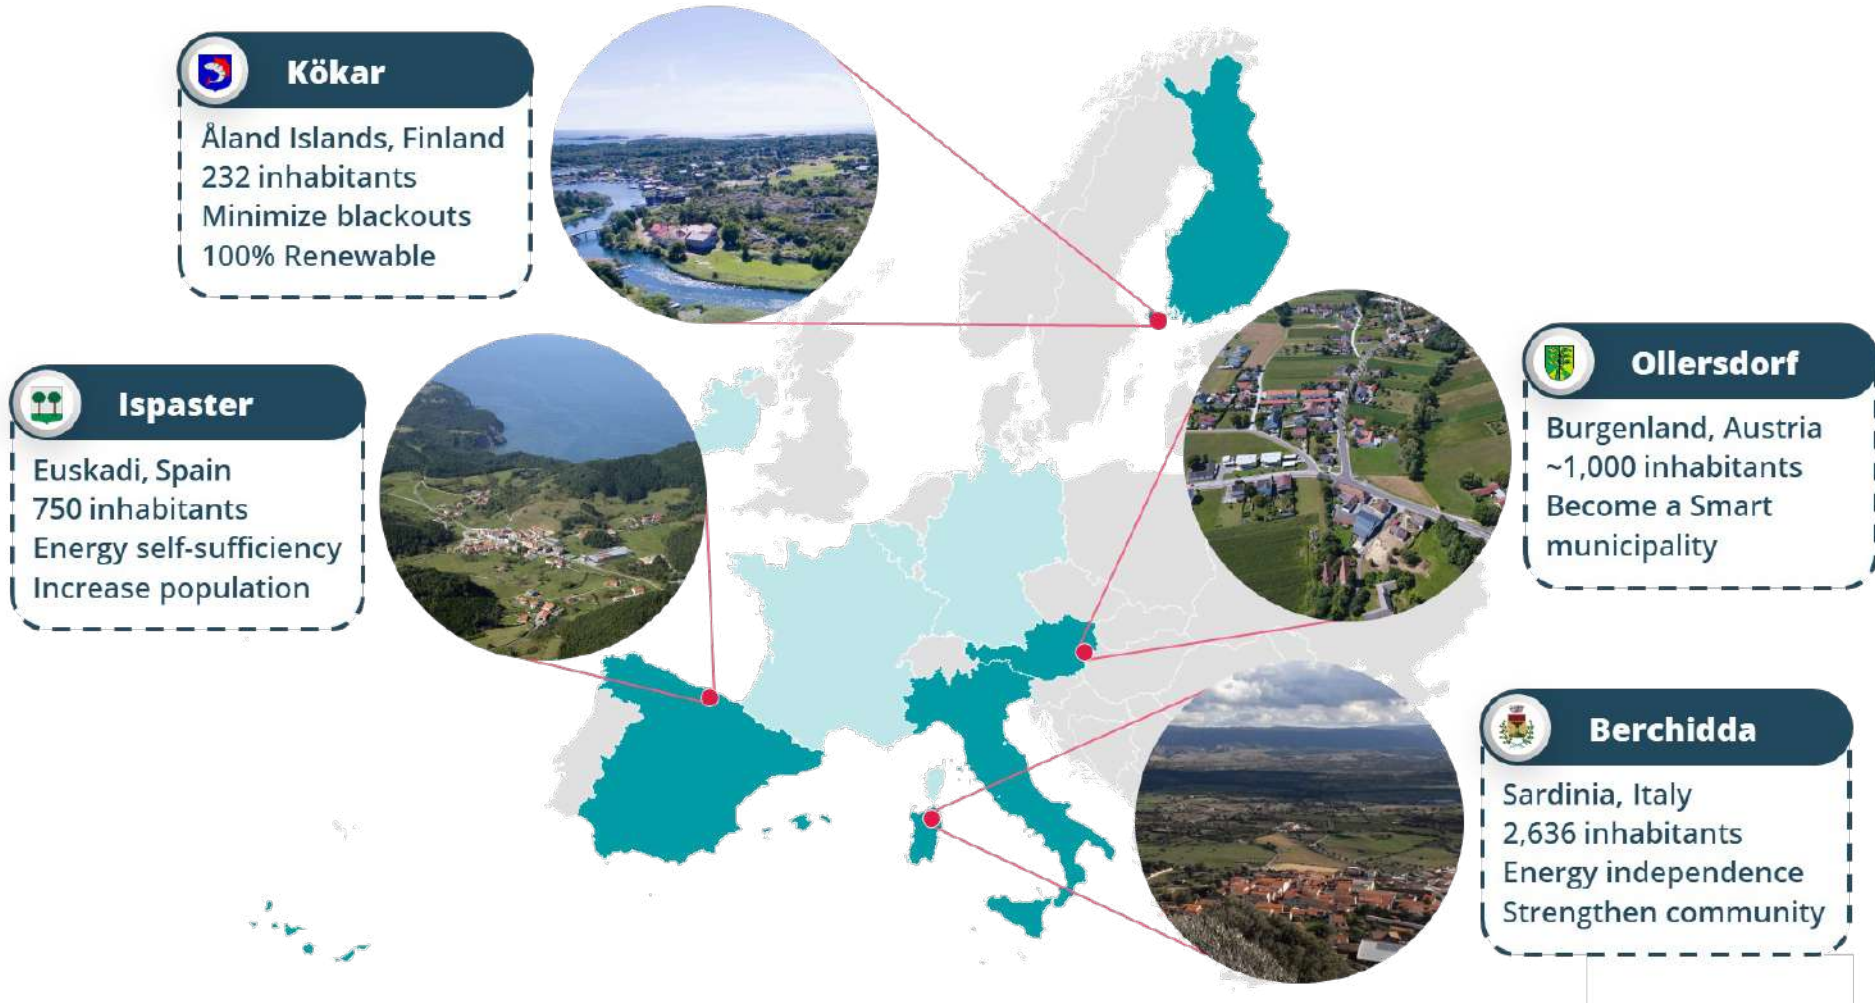 Kökar
Åland Islands, Finland
232 inhabitants
Minimize blackouts
100% Renewable
Ispaster
Euskadi, Spain
750 inhabitants
Energy self-sufficiency
Increase population
Ollersdorf
Burgenland, Austria
~1,000 inhabitants
Become a Smart
municipality
Berchidda
Sardinia, Italy
2,636 inhabitants
Energy independence
Strengthen community